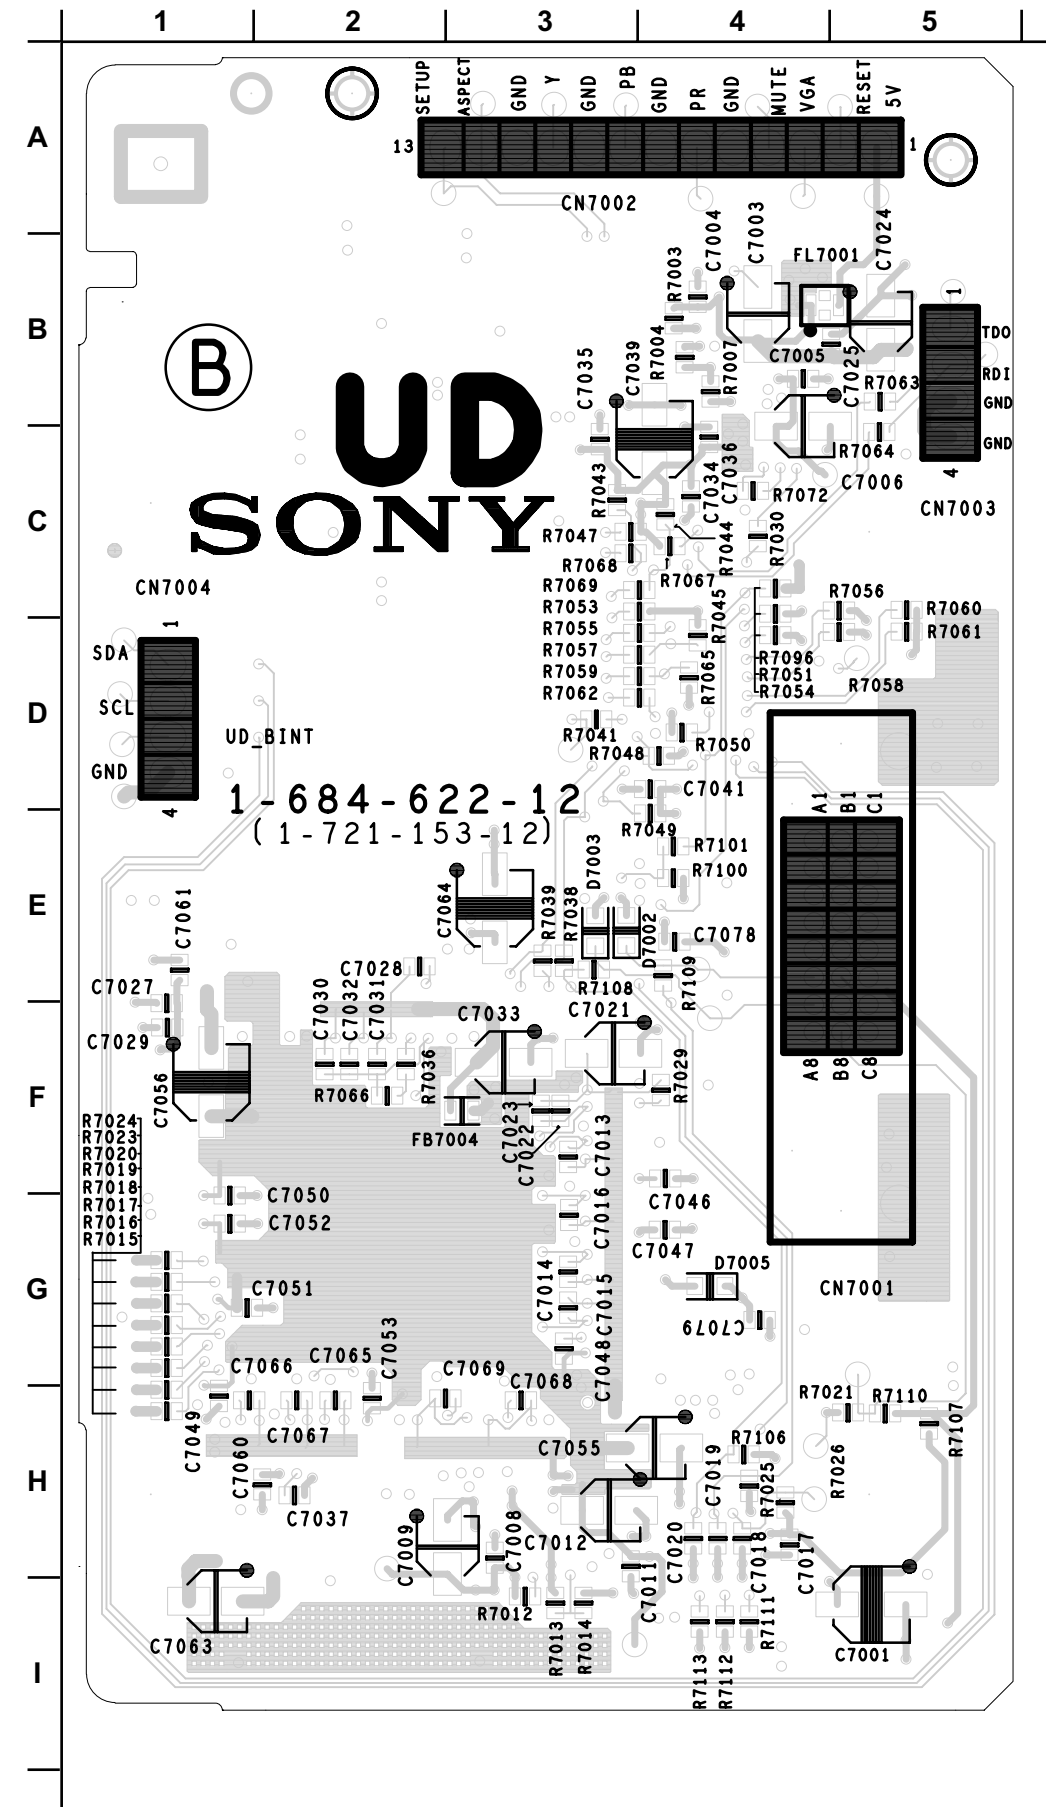 1 2 3 4 5
A
B
C
D
E
F
G
H
I
SETUP ASPECT GND Y GND PB GND PR GND MUTE VGA RESET 5V
13 1
CN7002
C7004 C7003 C7024
R7003 FL7001
1
TDO
RDI
GND
GND
4
CN7003
B
C7035 C7039 R7004 R7007 C7005 C7025 R7063
UD
SONY
R7064
C7006
R7043 C7034 C7036 R7072
R7047 R7044 R7030
R7068 R7067
CN7004
R7069 R7056
R7053 R7045 R7060
1
R7055 R7061
SDA
R7057 R7065 R7096
R7059 R7051
R7062 R7054 R7058
SCL
UD_BINT R7041 R7048 R7050
GND
4
C7041
1-684-622-12
(1-721-153-12)
A1 B1 C1
R7049 R7101
D7003 R7100
C7061 C7064 R7039 R7038 D7002 C7078
C7028 R7108 R7109
C7027
C7030 C7032 C7031 C7033 C7021
C7029
C7056 R7066 R7036 R7029 A8 B8 C8
R7024
R7023
R7020
R7019
R7018
R7017
R7016
R7015
FB7004 C7023 C7022 C7013
C7050 C7046
C7052 C7016 C7047
D7005
CN7001
C7051 C7014 C7015
C7079
C7066 C7065 C7053 C7069 C7068 C7048
R7021 R7110
C7049 C7067 R7107
C7055 R7106
C7060 C7019 R7025 R7026
C7037
C7009 C7008 C7012 C7020 C7018 C7017
C7011
R7012 R7111
C7063 R7013 R7014 C7001
R7113 R7112